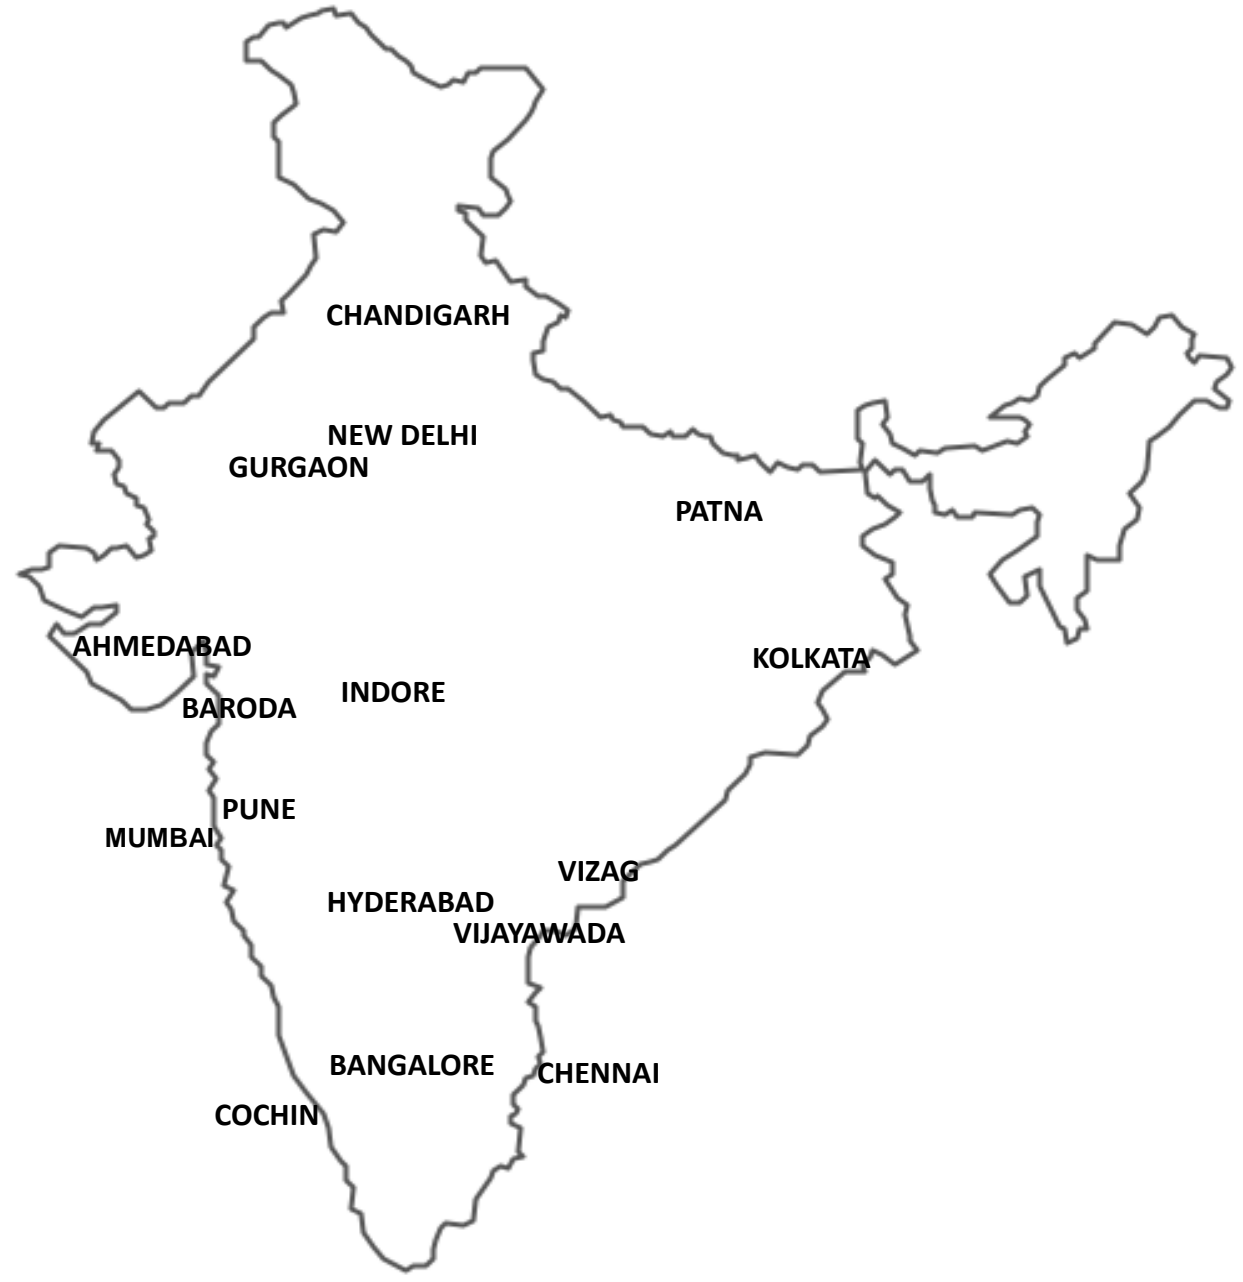 CHANDIGARH
NEW DELHI
GURGAON
PATNA
AHMEDABAD
KOLKATA
INDORE
BARODA
PUNE
MUMBAI
VIZAG
HYDERABAD
VIJAYAWADA
BANGALORE
CHENNAI
COCHIN